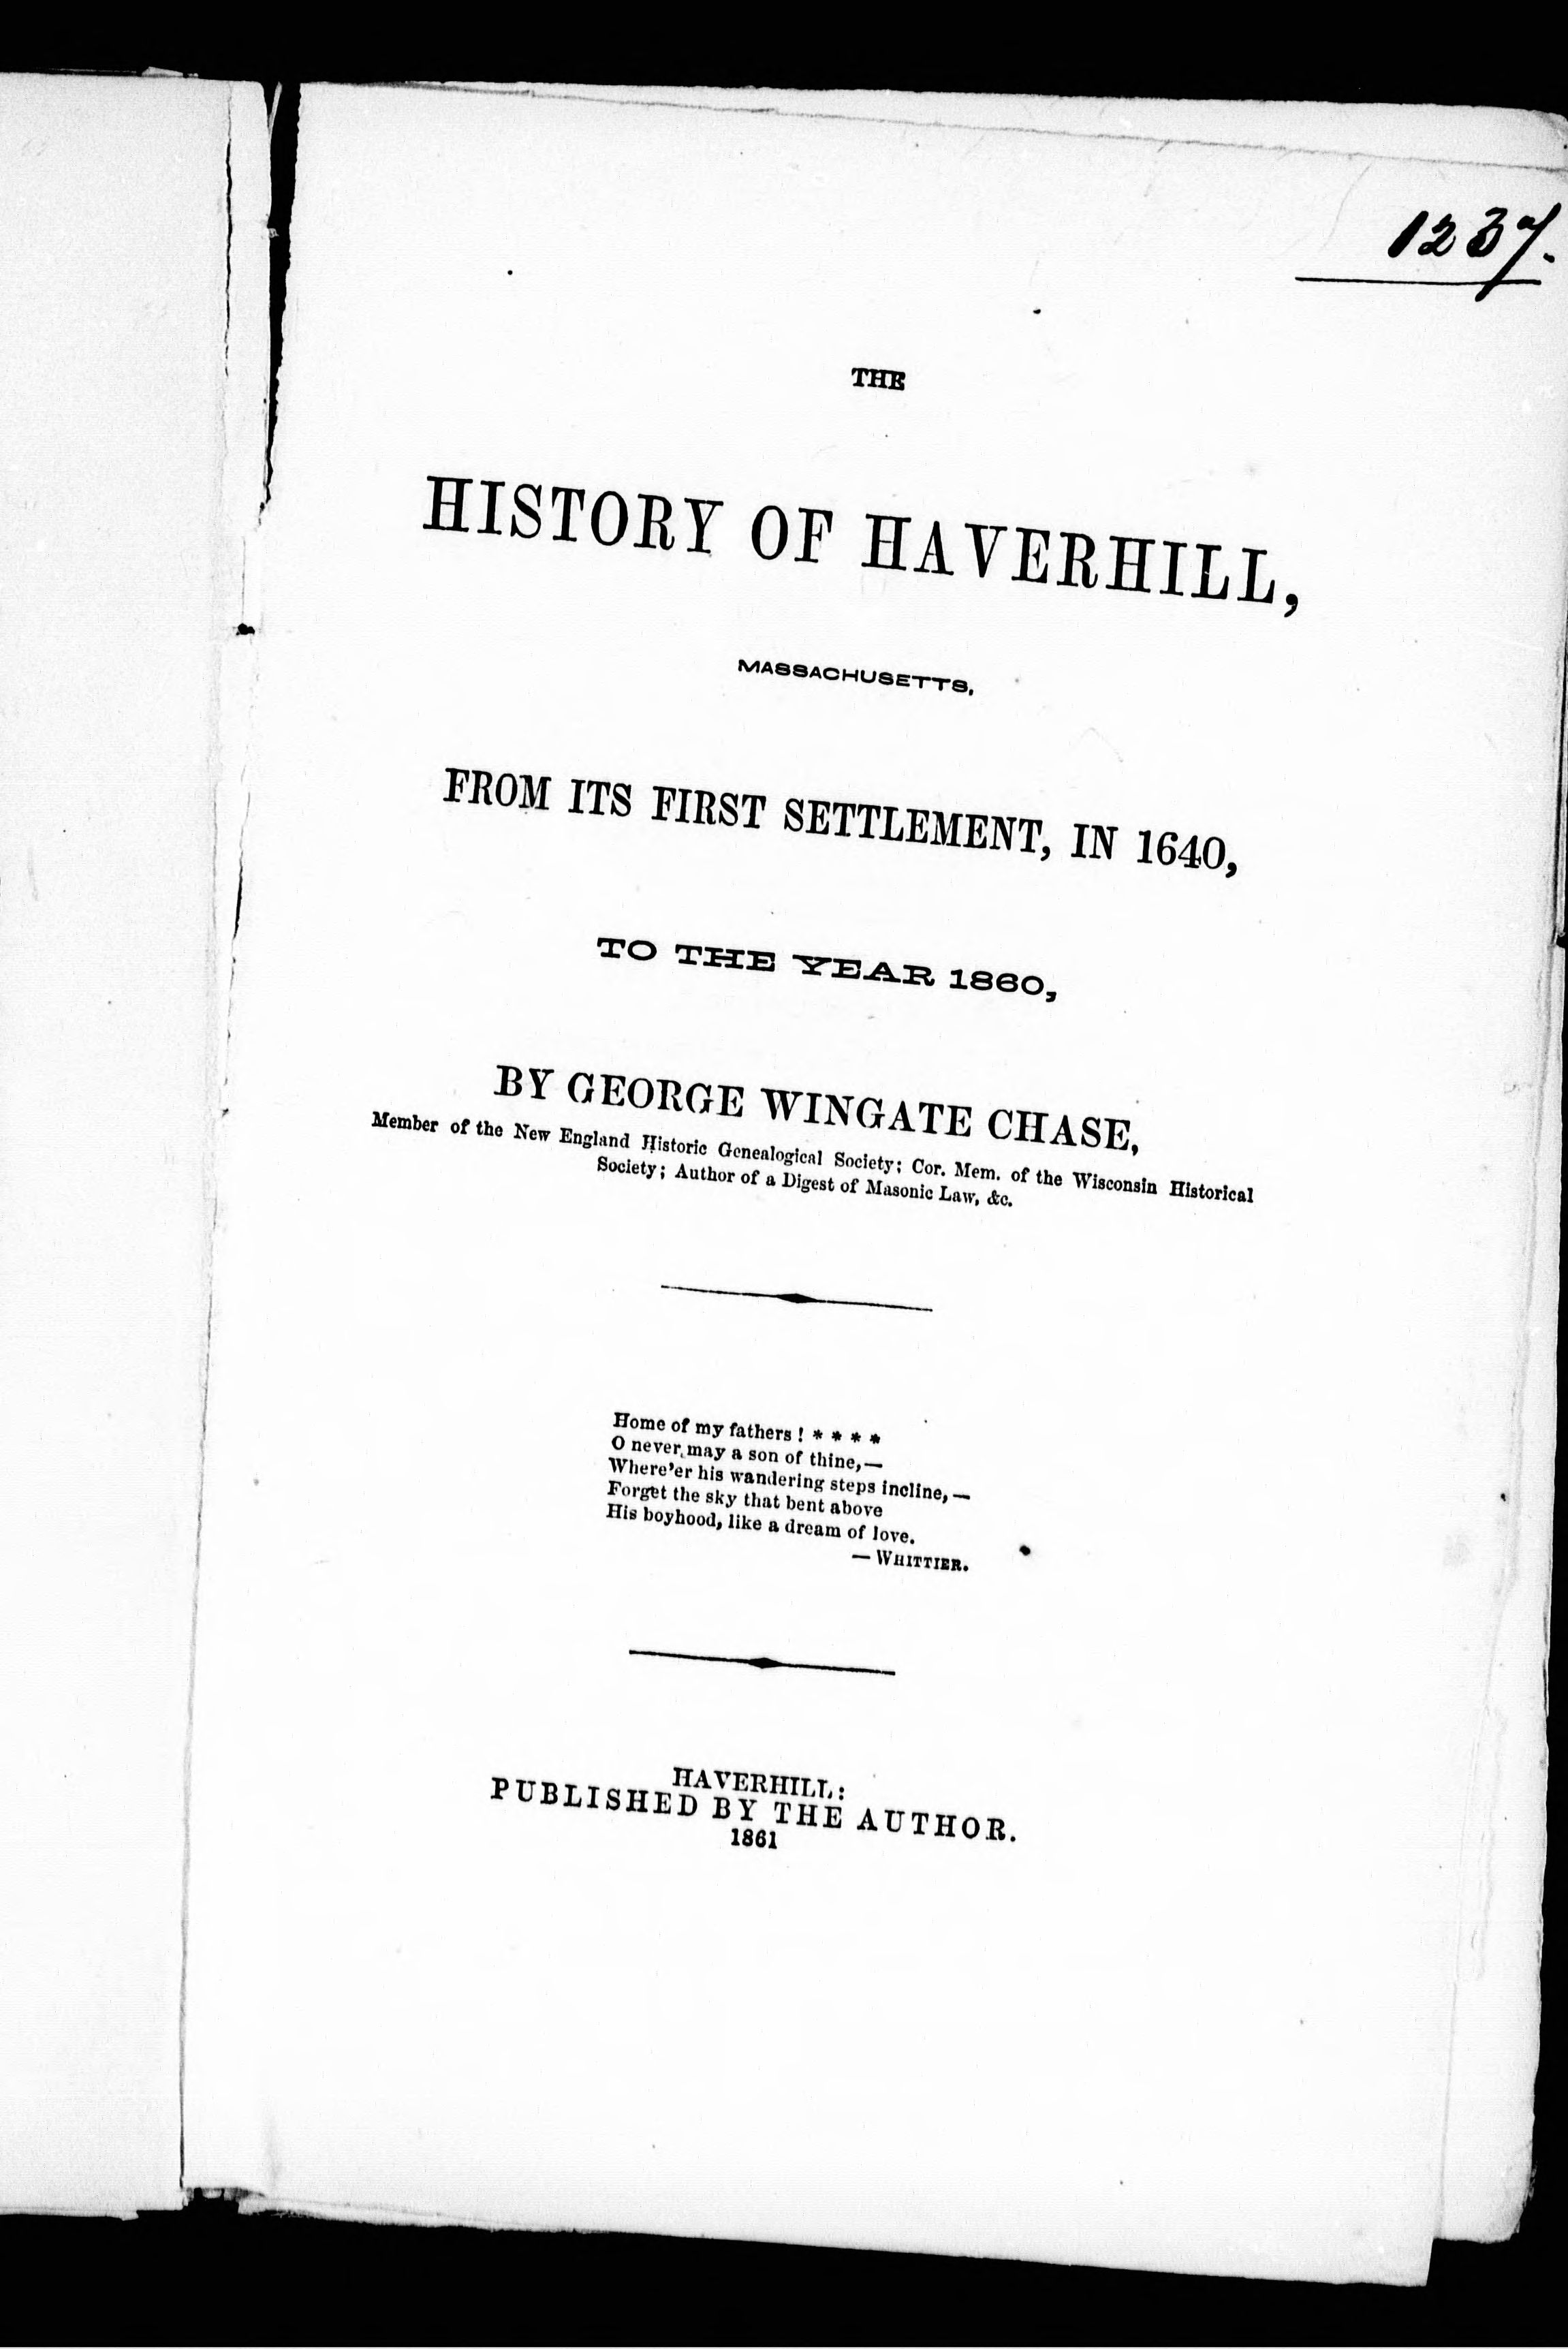 1237.
THE
HISTORY OF HAVERHILL,
MASSACHUSETTS,
FROM ITS FIRST SETTLEMENT, IN 1640,
TO THE YEAR 1860,
BY GEORGE WINGATE CHASE,
Member of the New England Historic Genealogical Society; Cor. Mem. of the Wisconsin Historical
Society; Author of a Digest of Masonic Law, &c.
Home of my fathers! * * * *
O never may a son of thine,—
Where'er his wandering steps incline,—
Forget the sky that bent above
His boyhood, like a dream of love.
— WHITTIER.
HAVERHILL:
PUBLISHED BY THE AUTHOR.
1861